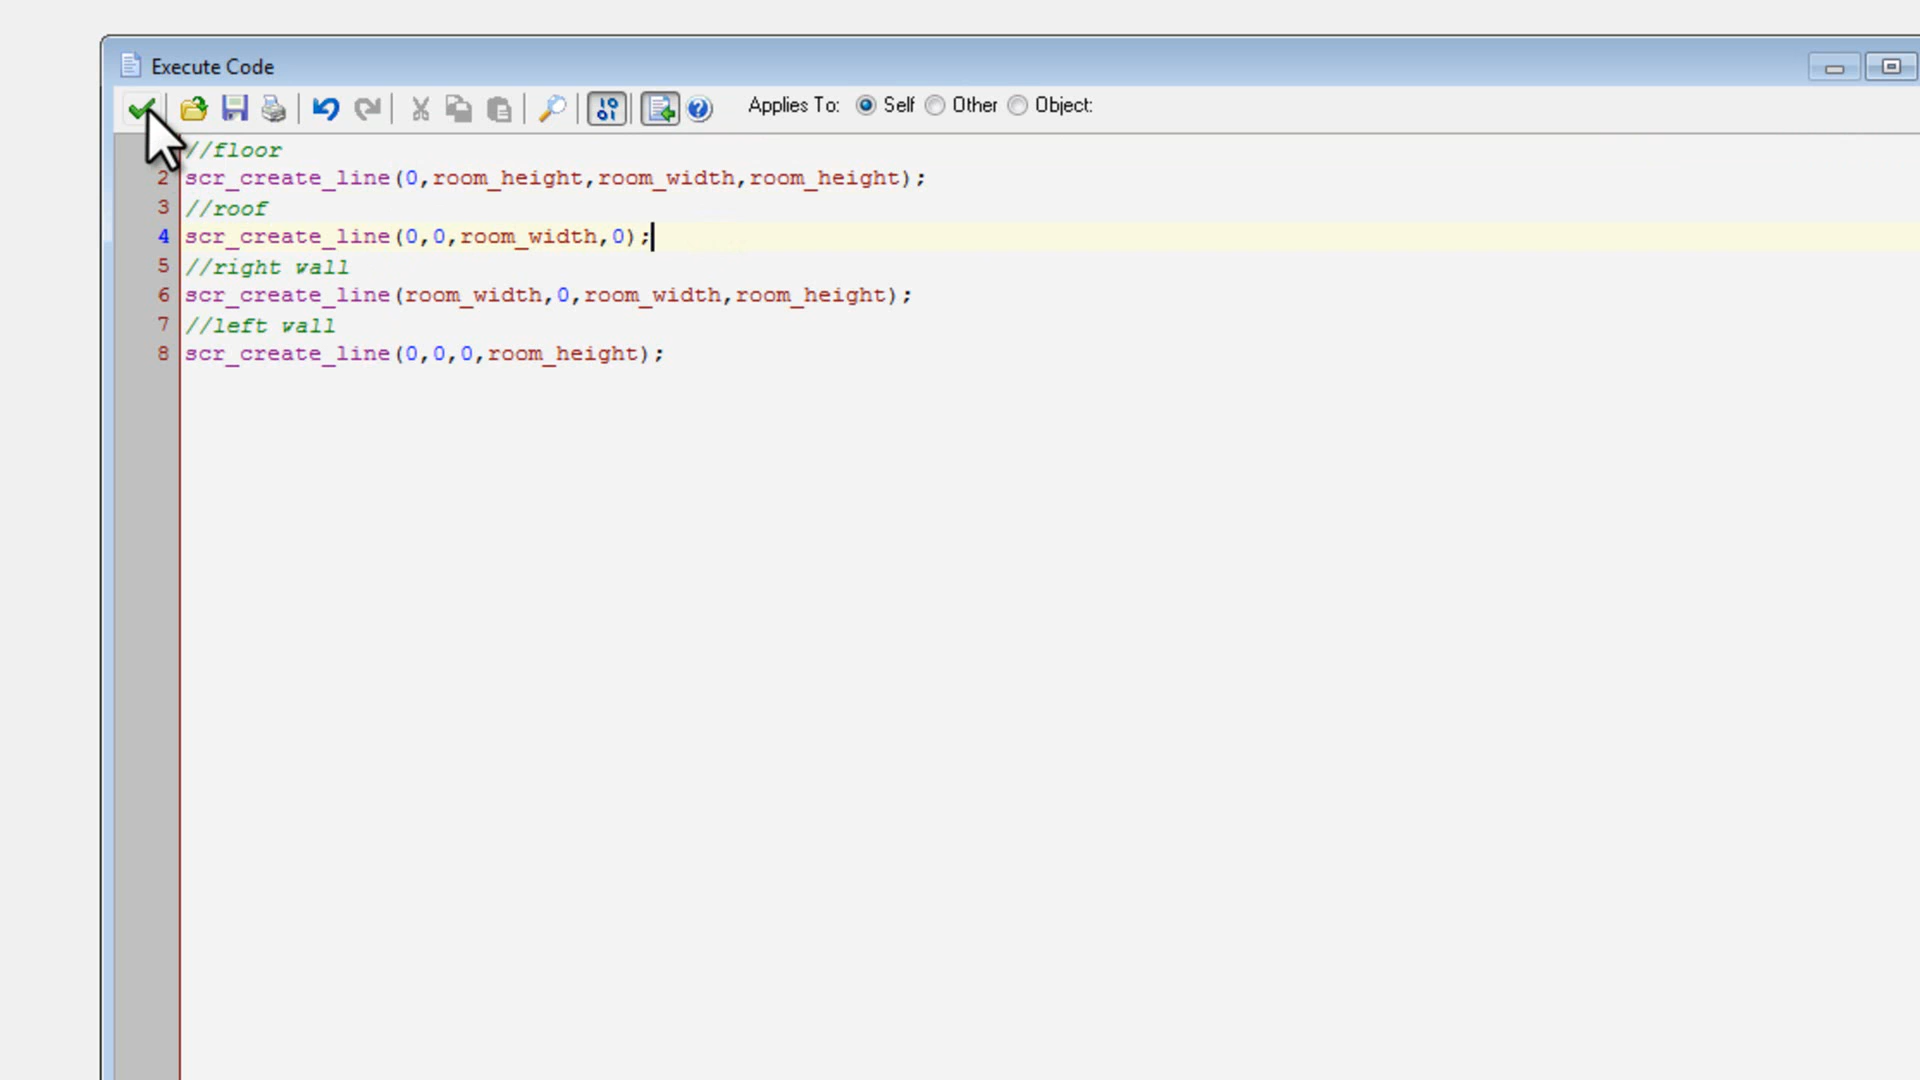 Execute Code
Applies To: Self Other Object:
//floor
2 scr_create_line(0,room_height,room_width,room_height);
3 //roof
4 scr_create_line(0,0,room_width,0);
5 //right wall
6 scr_create_line(room_width,0,room_width,room_height);
7 //left wall
8 scr_create_line(0,0,0,room_height);